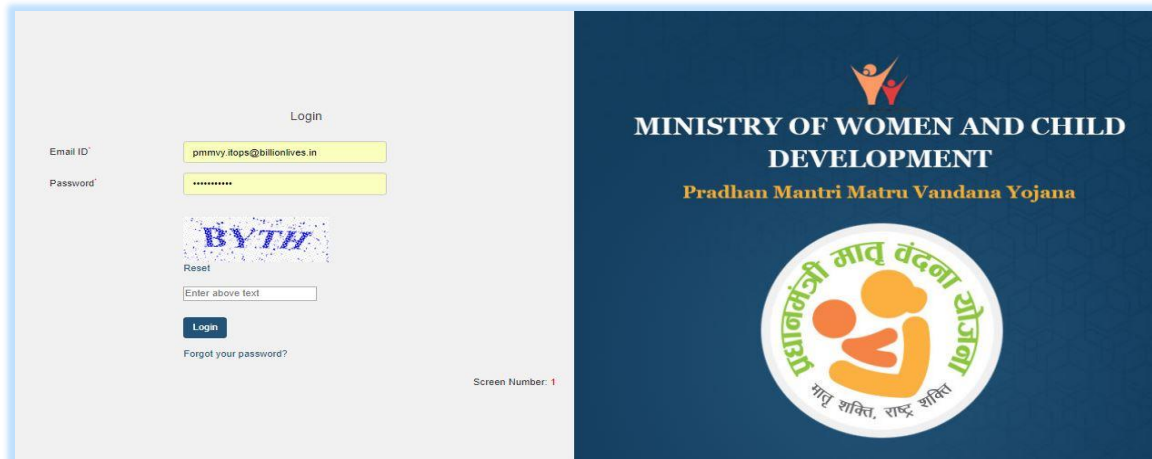 Login
Email ID*
pmmvy.itops@billionlives.in
Password*
•••••••••••
BYTH
Reset
Enter above text
Login
Forgot your password?
Screen Number: 1
MINISTRY OF WOMEN AND CHILD
DEVELOPMENT
Pradhan Mantri Matru Vandana Yojana
प्रधानमंत्री मातृ वंदना योजना
मातृ शक्ति, राष्ट्र शक्ति